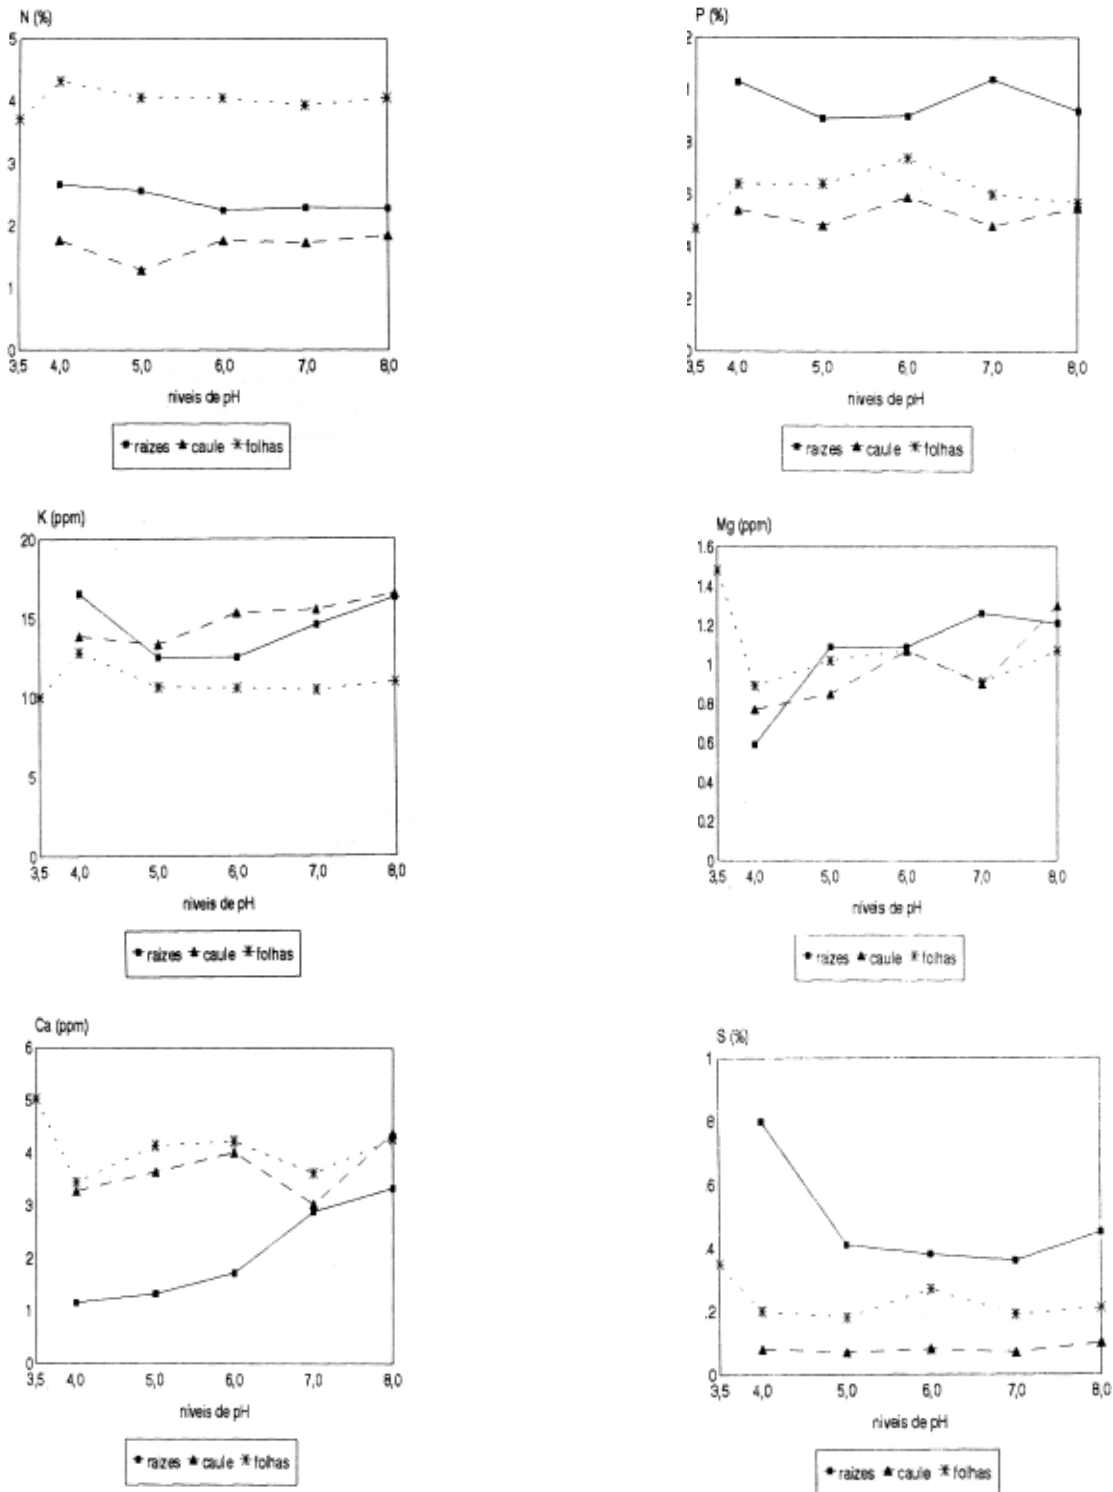 N (%)
5
4
3
2
1
0
3,5 4,0 5,0 6,0 7,0 8,0
niveis de pH
raizes caule folhas
P (%)
2
1
8
6
4
2
0
3,5 4,0 5,0 6,0 7,0 8,0
niveis de pH
raizes caule folhas
K (ppm)
20
15
10
5
0
3,5 4,0 5,0 6,0 7,0 8,0
niveis de pH
raizes caule folhas
Mg (ppm)
1.6
1.4
1.2
1
0.8
0.6
0.4
0.2
0
3,5 4,0 5,0 6,0 7,0 8,0
niveis de pH
raizes caule folhas
Ca (ppm)
6
5
4
3
2
1
0
3,5 4,0 5,0 6,0 7,0 8,0
niveis de pH
raizes caule folhas
S (%)
1
.8
.6
.4
.2
0
3,5 4,0 5,0 6,0 7,0 8,0
niveis de pH
raizes caule folhas